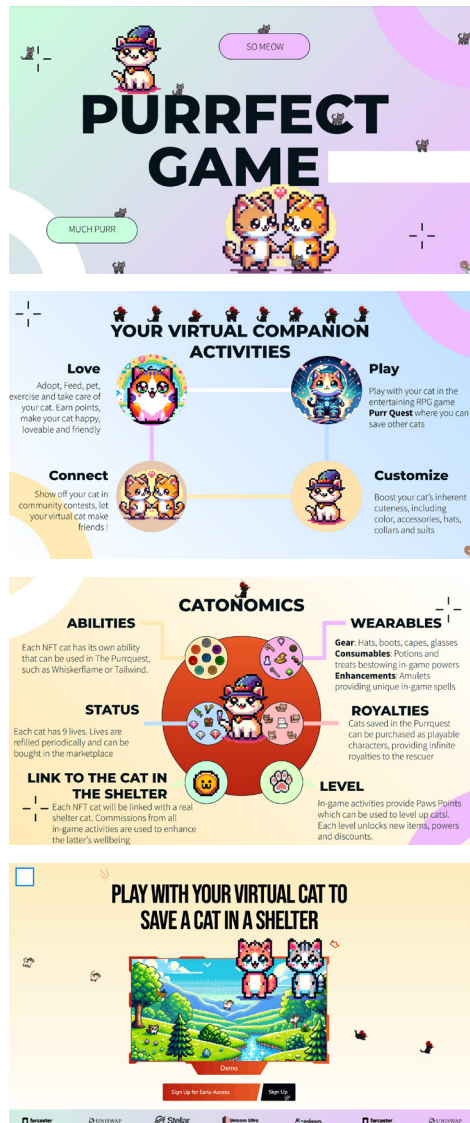 SO MEOW
PURRFECT
GAME
MUCH PURR
YOUR VIRTUAL COMPANION
ACTIVITIES
Love
Adopt, Feed, pet,
exercise and take care of
your cat. Earn points,
make your cat happy,
loveable and friendly
Play
Play with your cat in the
entertaining RPG game
Purr Quest where you can
save other cats
Connect
Show off your cat in
community contests, let
your virtual cat make
friends !
Customize
Boost your cat's inherent
cuteness, including
color, accessories, hats,
collars and suits
CATONOMICS
ABILITIES
Each NFT cat has its own ability
that can be used in The Purrquest,
such as Whiskerflame or Tailwind.
WEARABLES
Gear: Hats, boots, capes, glasses
Consumables: Potions and
treats bestowing in-game powers
Enhancements: Amulets
providing unique in-game spells
STATUS
Each cat has 9 lives. Lives are
refilled periodically and can be
bought in the marketplace
ROYALTIES
Cats saved in the Purrquest
can be purchased as playable
characters, providing infinite
royalties to the rescuer
LINK TO THE CAT IN
THE SHELTER
Each NFT cat will be linked with a real
shelter cat. Commissions from all
in-game activities are used to enhance
the latter's wellbeing
LEVEL
In-game activities provide Paws Points
which can be used to level up cats!.
Each level unlocks new items, powers
and discounts.
PLAY WITH YOUR VIRTUAL CAT TO
SAVE A CAT IN A SHELTER
Demo
Sign Up for Early Access
Sign Up
farcaster UNISWAP Stellar Unicorn Ultra Moonbeam farcaster UNISWAP